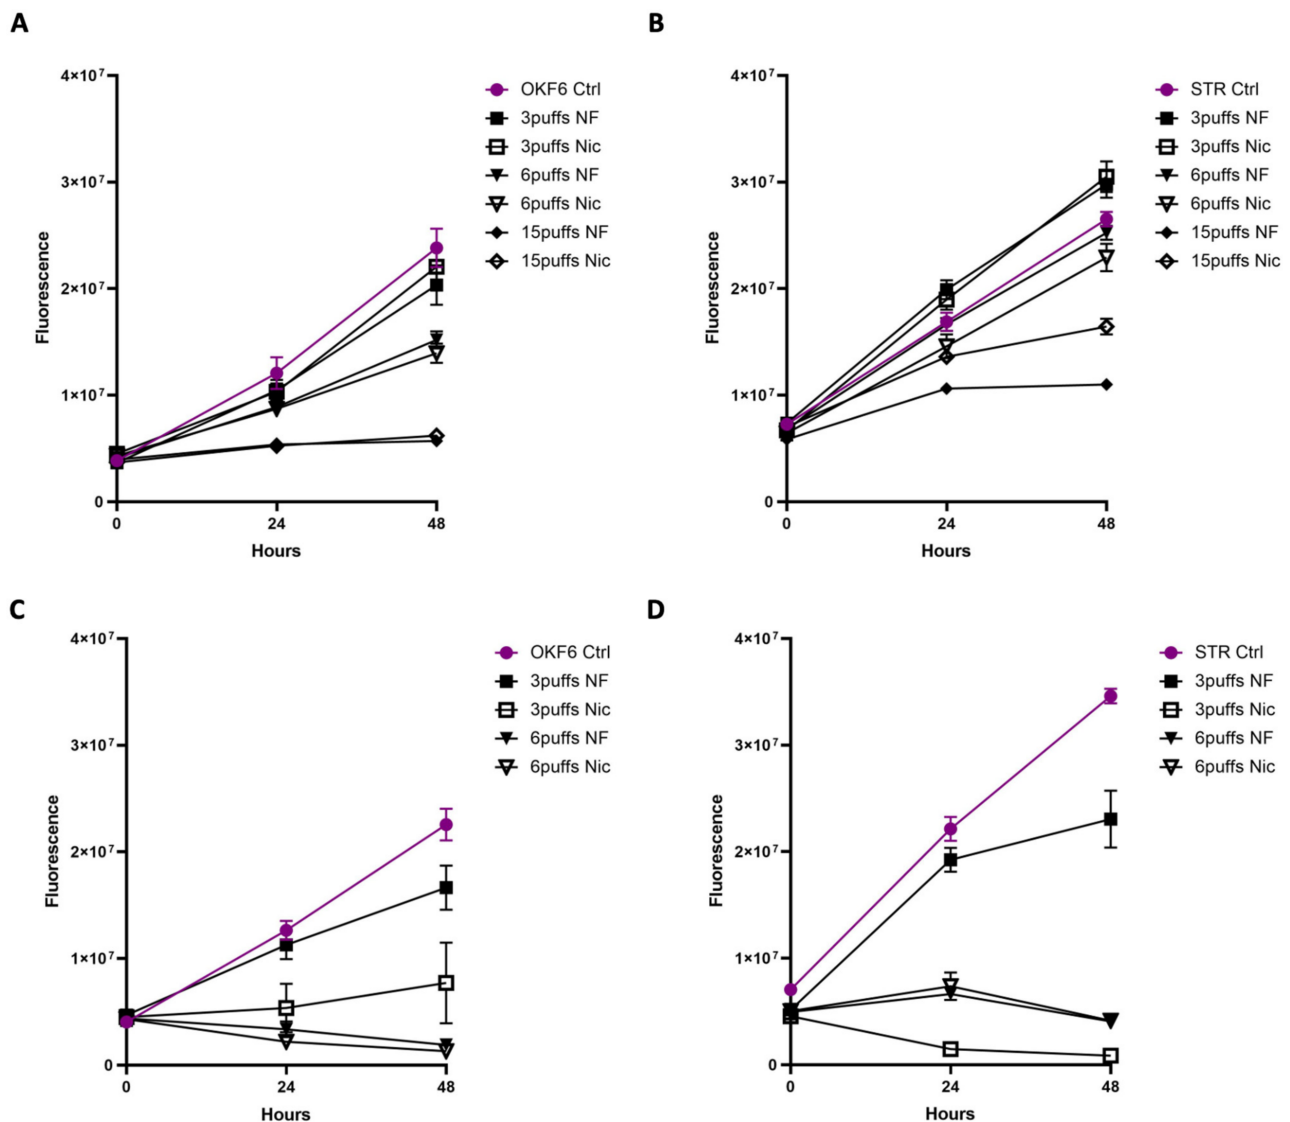 A
4×10⁷
3×10⁷
2×10⁷
1×10⁷
0
Fluorescence
0 24 48
Hours
OKF6 Ctrl
3puffs NF
3puffs Nic
6puffs NF
6puffs Nic
15puffs NF
15puffs Nic
B
4×10⁷
3×10⁷
2×10⁷
1×10⁷
0
Fluorescence
0 24 48
Hours
STR Ctrl
3puffs NF
3puffs Nic
6puffs NF
6puffs Nic
15puffs NF
15puffs Nic
C
4×10⁷
3×10⁷
2×10⁷
1×10⁷
0
Fluorescence
0 24 48
Hours
OKF6 Ctrl
3puffs NF
3puffs Nic
6puffs NF
6puffs Nic
D
4×10⁷
3×10⁷
2×10⁷
1×10⁷
0
Fluorescence
0 24 48
Hours
STR Ctrl
3puffs NF
3puffs Nic
6puffs NF
6puffs Nic